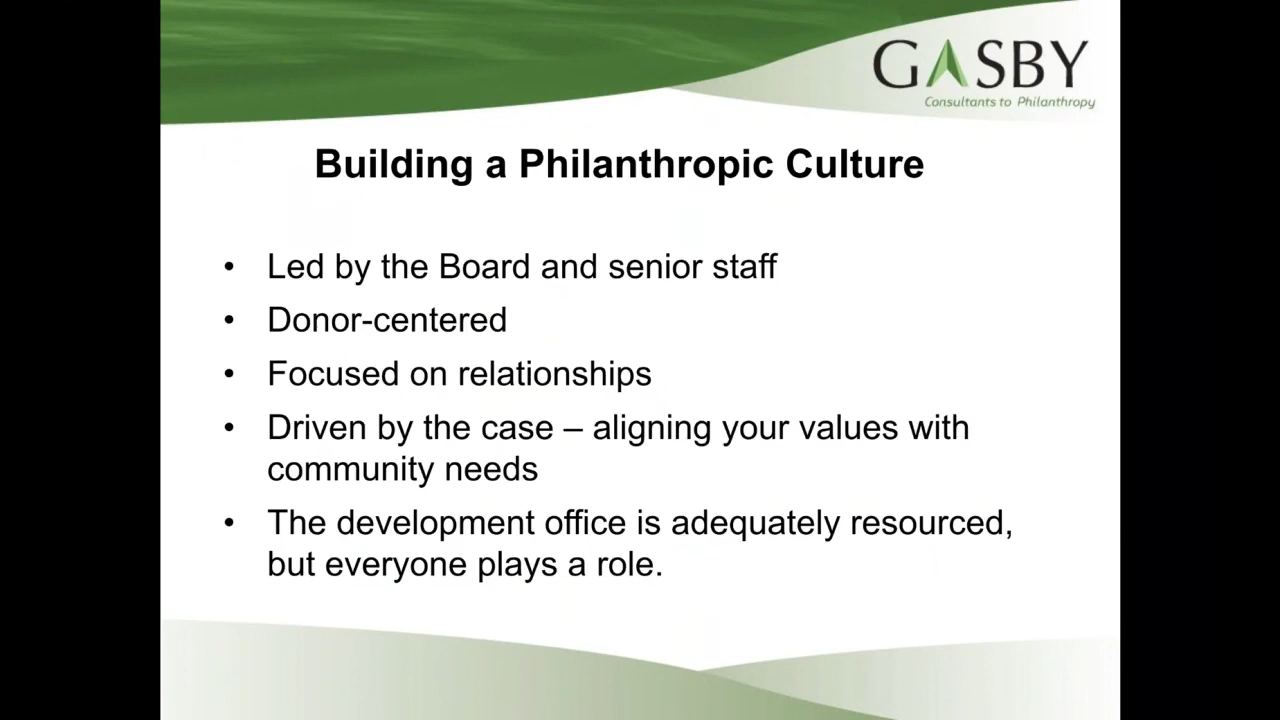 GASBY
Consultants to Philanthropy
Building a Philanthropic Culture
• Led by the Board and senior staff
• Donor-centered
• Focused on relationships
• Driven by the case – aligning your values with
community needs
• The development office is adequately resourced,
but everyone plays a role.